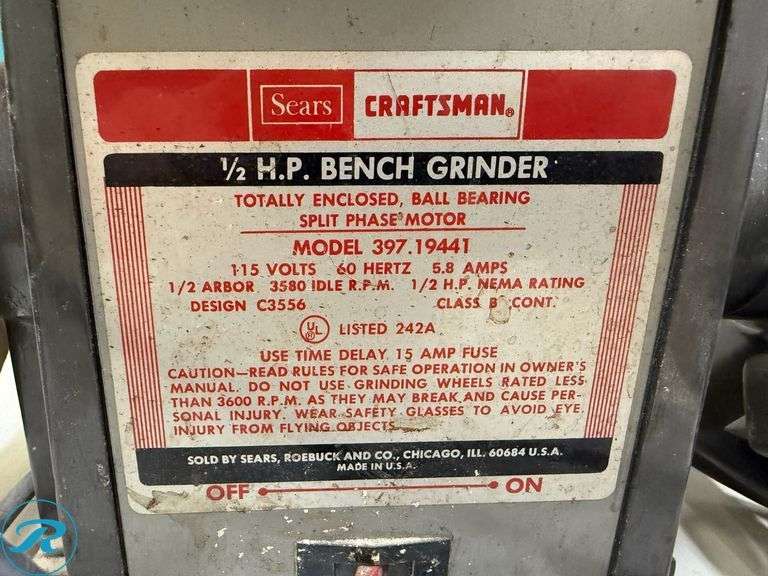 Sears CRAFTSMAN®
½ H.P. BENCH GRINDER
TOTALLY ENCLOSED, BALL BEARING
SPLIT PHASE MOTOR
MODEL 397.19441
115 VOLTS 60 HERTZ 5.8 AMPS
1/2 ARBOR 3580 IDLE R.P.M. 1/2 H.P. NEMA RATING
DESIGN C3556 CLASS B CONT.
UL ® LISTED 242A
USE TIME DELAY 15 AMP FUSE
CAUTION—READ RULES FOR SAFE OPERATION IN OWNER'S
MANUAL. DO NOT USE GRINDING WHEELS RATED LESS
THAN 3600 R.P.M. AS THEY MAY BREAK AND CAUSE PER-
SONAL INJURY. WEAR SAFETY GLASSES TO AVOID EYE
INJURY FROM FLYING OBJECTS.
SOLD BY SEARS, ROEBUCK AND CO., CHICAGO, ILL. 60684 U.S.A.
MADE IN U.S.A.
OFF ON
R